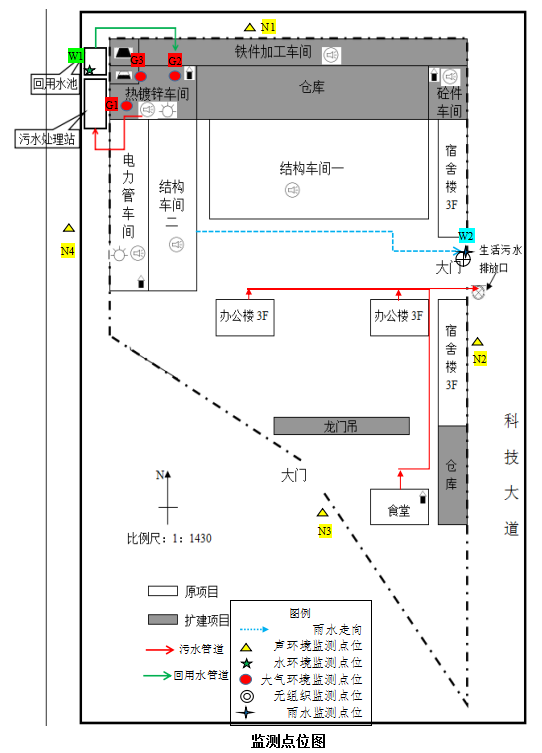 N1
W1
铁件加工车间
G3
G2
回用水池
热镀锌车间
仓库
砼件
车间
G1
污水处理站
电力管车间
结构
车间
二
结构车间一
宿舍楼3F
N4
W2
生活污水
排放口
大门
办公楼 3F
办公楼 3F
宿舍楼3F
N2
科技大道
龙门吊
仓库
大门
N
食堂
N3
比例尺：1：1430
原项目
扩建项目
污水管道
回用水管道
图例
雨水走向
声环境监测点位
水环境监测点位
大气环境监测点位
无组织监测点位
雨水监测点位
监测点位图